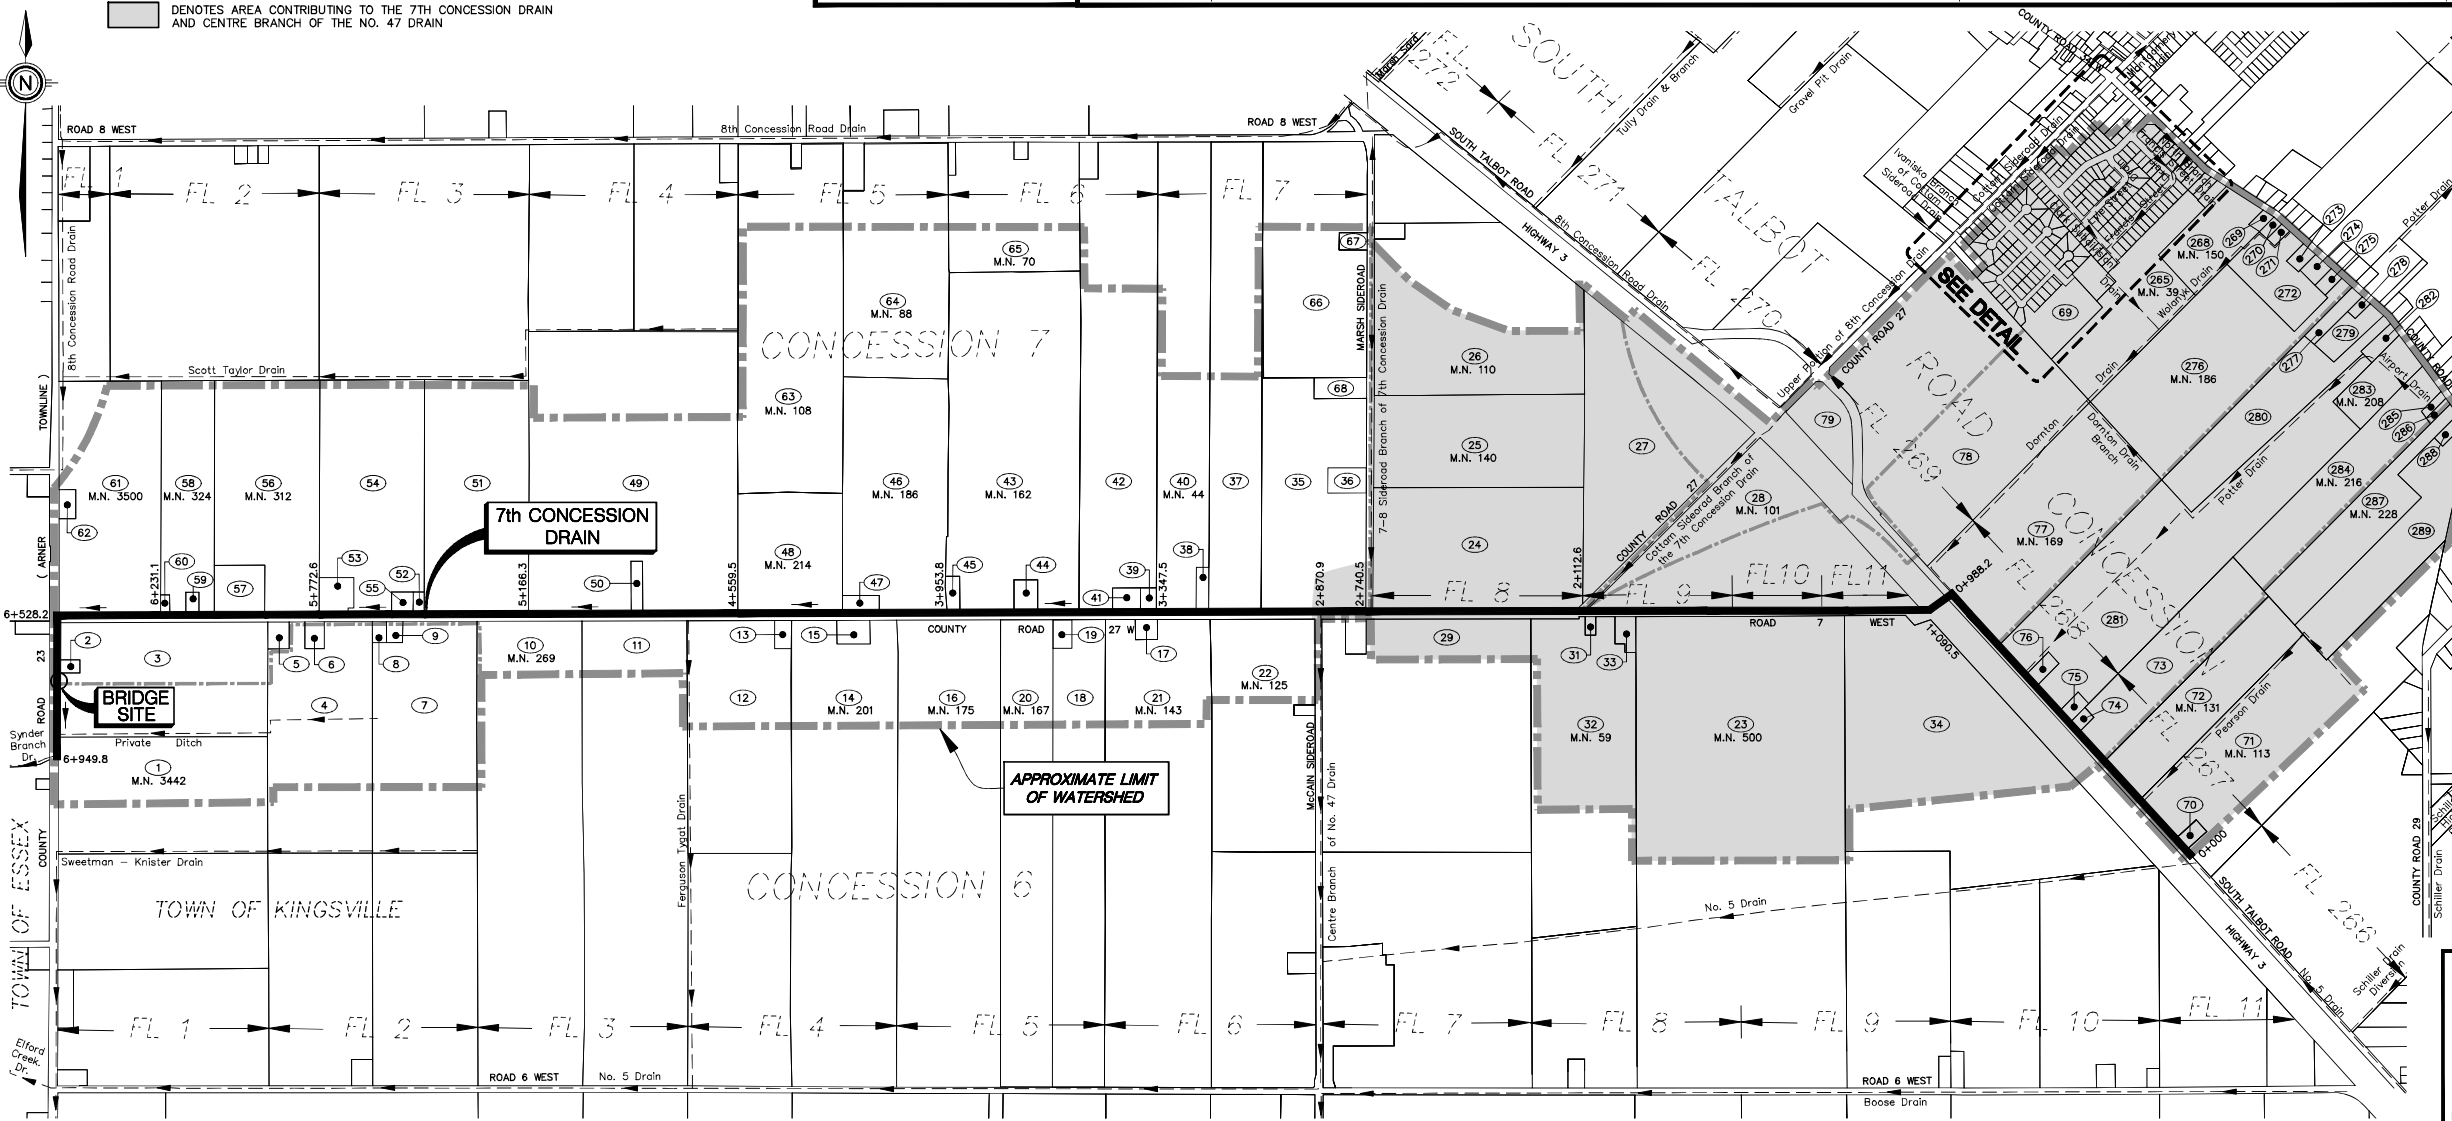 DENOTES AREA CONTRIBUTING TO THE 7TH CONCESSION DRAIN
AND CENTRE BRANCH OF THE NO. 47 DRAIN
N
ROAD 8 WEST
8th Concession Road Drain
ROAD 8 WEST
FL 1
FL 2
FL 3
FL 4
FL 5
FL 6
FL 7
8th Concession Road Drain
Scott Taylor Drain
CONCESSION 7
65
M.N. 70
64
M.N. 88
63
M.N. 108
66
67
68
MARSH SIDEROAD
7-8 Sideroad Branch of 7th Concession Drain
TOWNLINE )
( ARNER
61
M.N. 3500
58
M.N. 324
56
M.N. 312
54
51
49
46
M.N. 186
43
M.N. 162
42
40
M.N. 44
37
35
36
62
7th CONCESSION
DRAIN
48
M.N. 214
60
59
57
53
55
52
50
47
45
44
41
39
38
6+528.2
6+231.1
5+772.6
5+166.3
4+559.5
3+953.8
3+347.5
2+870.9
2+740.5
2+112.6
1+090.5
0+988.2
0+000
6+949.8
COUNTY ROAD 27 W
ROAD 7 WEST
2
3
5
6
8
9
10
M.N. 269
11
13
15
19
17
4
7
12
14
M.N. 201
16
M.N. 175
20
M.N. 167
18
21
M.N. 143
22
M.N. 125
BRIDGE
SITE
Synder
Branch
Dr.
Private Ditch
1
M.N. 3442
APPROXIMATE LIMIT
OF WATERSHED
COUNTY
ROAD
23
Sweetman - Knister Drain
TOWN OF KINGSVILLE
TOWN OF ESSEX
Ferguson Tygat Drain
CONCESSION 6
McCAIN SIDEROAD
Centre Branch of No. 47 Drain
FL 1
FL 2
FL 3
FL 4
FL 5
FL 6
FL 7
FL 8
FL 9
FL 10
FL 11
Elford
Creek.
Dr.
ROAD 6 WEST
No. 5 Drain
ROAD 6 WEST
Boose Drain
No. 5 Drain
26
M.N. 110
25
M.N. 140
24
27
28
M.N. 101
COUNTY ROAD 27
Cottam Sideroad Branch of
the 7th Concession Drain
FL 8
FL 9
FL10
FL11
29
31
33
32
M.N. 59
23
M.N. 500
34
FL. 272
SOUTH
TALBOT
ROAD
CONCESSION
FL 271
FL 270
FL 269
FL 268
FL 267
FL 266
SOUTH TALBOT ROAD
HIGHWAY 3
8th Concession Road Drain
Tully Drain & Branch
Gravel Pit Drain
Ivanisko Branch
of Cottam
Sideroad Drain
Upper Portion of 8th Concession Drain
COUNTY ROAD 27
SEE DETAIL
COUNTY ROAD
69
265
M.N. 39
268
M.N. 150
269
270
271
272
273
274
275
278
282
Potter Drain
Wolanyk Drain
276
M.N. 186
277
279
280
Airport Drain
283
M.N. 208
285
286
288
284
M.N. 216
287
M.N. 228
289
79
78
Dornton Drain
Dornton Drain
Branch
Potter Drain
77
M.N. 169
281
76
75
74
73
72
M.N. 131
Pearson Drain
71
M.N. 113
70
SOUTH TALBOT ROAD
HIGHWAY 3
No. 5 Drain
Schiller Drain
Diversion
COUNTY ROAD 29
Schiller Drain